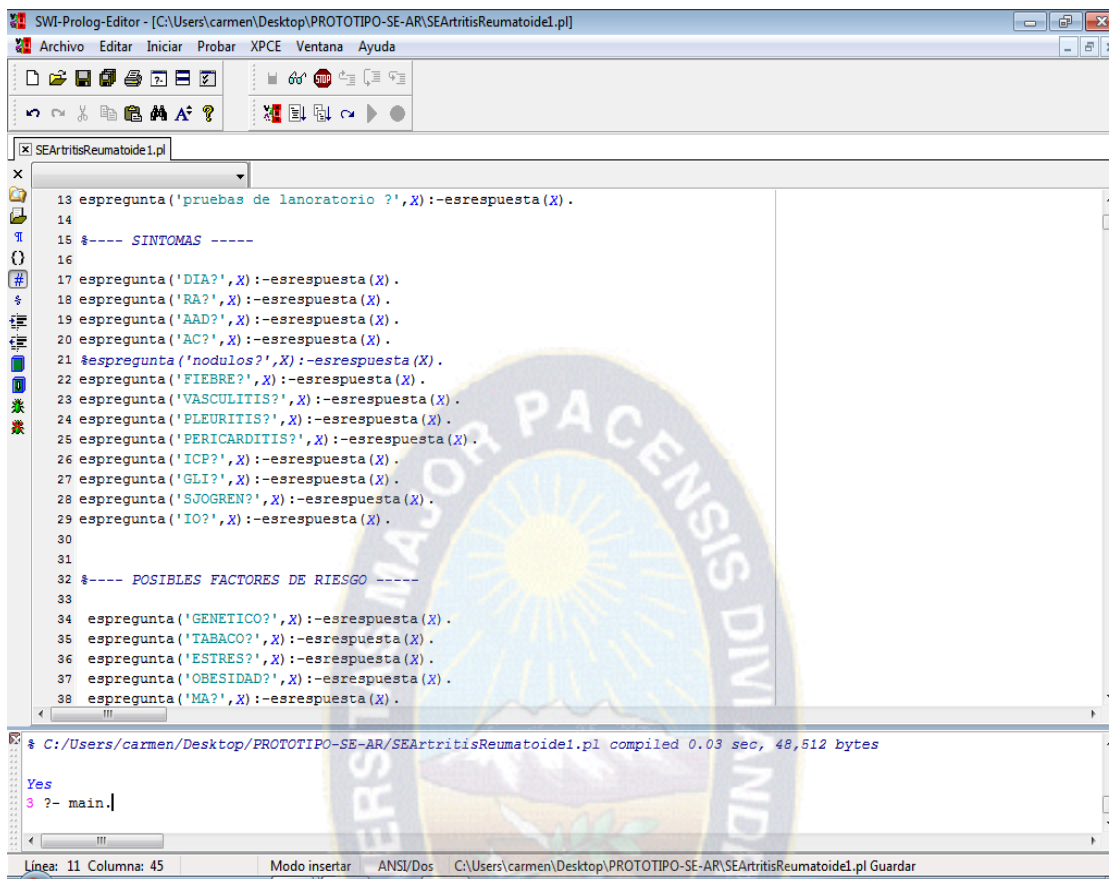 SWI-Prolog-Editor - [C:\Users\carmen\Desktop\PROTOTIPO-SE-AR\SEArtritisReumatoide1.pl]
Archivo Editar Iniciar Probar XPCE Ventana Ayuda
SEArtritisReumatoide1.pl
13 espregunta('pruebas de lanoratorio ?',X):-esrespuesta(X).
14
15 %---- SINTOMAS -----
16
17 espregunta('DIA?',X):-esrespuesta(X).
18 espregunta('RA?',X):-esrespuesta(X).
19 espregunta('AAD?',X):-esrespuesta(X).
20 espregunta('AC?',X):-esrespuesta(X).
21 %espregunta('nodulos?',X):-esrespuesta(X).
22 espregunta('FIEBRE?',X):-esrespuesta(X).
23 espregunta('VASCULITIS?',X):-esrespuesta(X).
24 espregunta('PLEURITIS?',X):-esrespuesta(X).
25 espregunta('PERICARDITIS?',X):-esrespuesta(X).
26 espregunta('ICP?',X):-esrespuesta(X).
27 espregunta('GLI?',X):-esrespuesta(X).
28 espregunta('SJOGREN?',X):-esrespuesta(X).
29 espregunta('IO?',X):-esrespuesta(X).
30
31
32 %---- POSIBLES FACTORES DE RIESGO -----
33
34 espregunta('GENETICO?',X):-esrespuesta(X).
35 espregunta('TABACO?',X):-esrespuesta(X).
36 espregunta('ESTRES?',X):-esrespuesta(X).
37 espregunta('OBESIDAD?',X):-esrespuesta(X).
38 espregunta('MA?',X):-esrespuesta(X).
% C:/Users/carmen/Desktop/PROTOTIPO-SE-AR/SEArtritisReumatoide1.pl compiled 0.03 sec, 48,512 bytes
Yes
3 ?- main.
Línea: 11 Columna: 45 Modo insertar ANSI/Dos C:\Users\carmen\Desktop\PROTOTIPO-SE-AR\SEArtritisReumatoide1.pl Guardar
MAJOR PACENSIS DIVI AND
ERSITAS